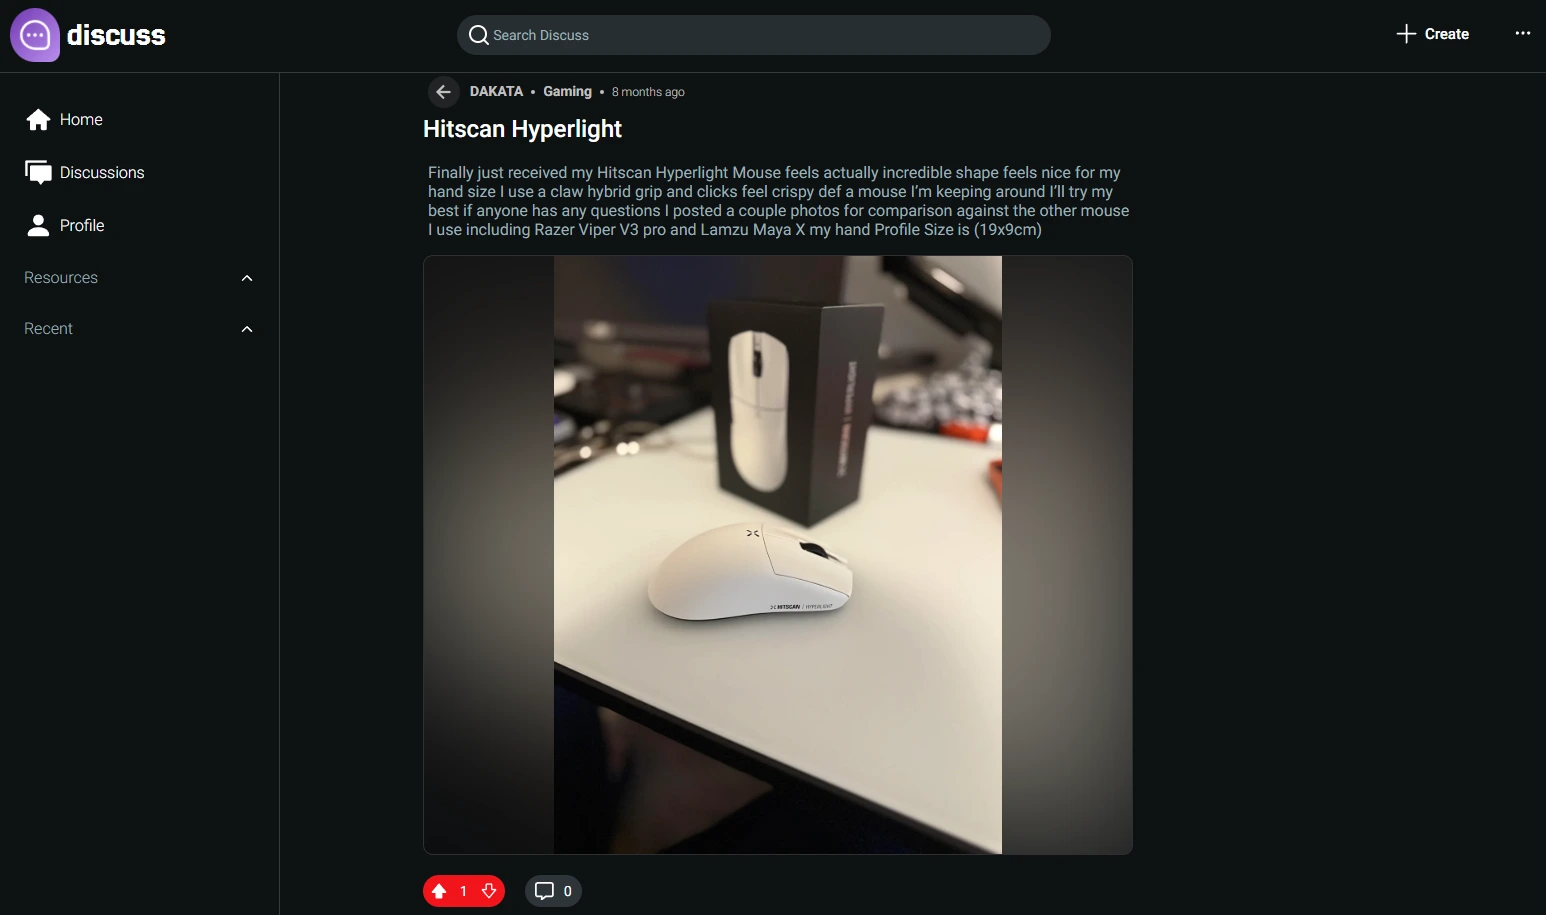 discuss
Search Discuss
Create
DAKATA • Gaming • 8 months ago
Hitscan Hyperlight
Home
Discussions
Profile
Resources
Recent
Finally just received my Hitscan Hyperlight Mouse feels actually incredible shape feels nice for my
hand size I use a claw hybrid grip and clicks feel crispy def a mouse I’m keeping around I’ll try my
best if anyone has any questions I posted a couple photos for comparison against the other mouse
I use including Razer Viper V3 pro and Lamzu Maya X my hand Profile Size is (19x9cm)
HITSCAN / HYPERLIGHT
1
0